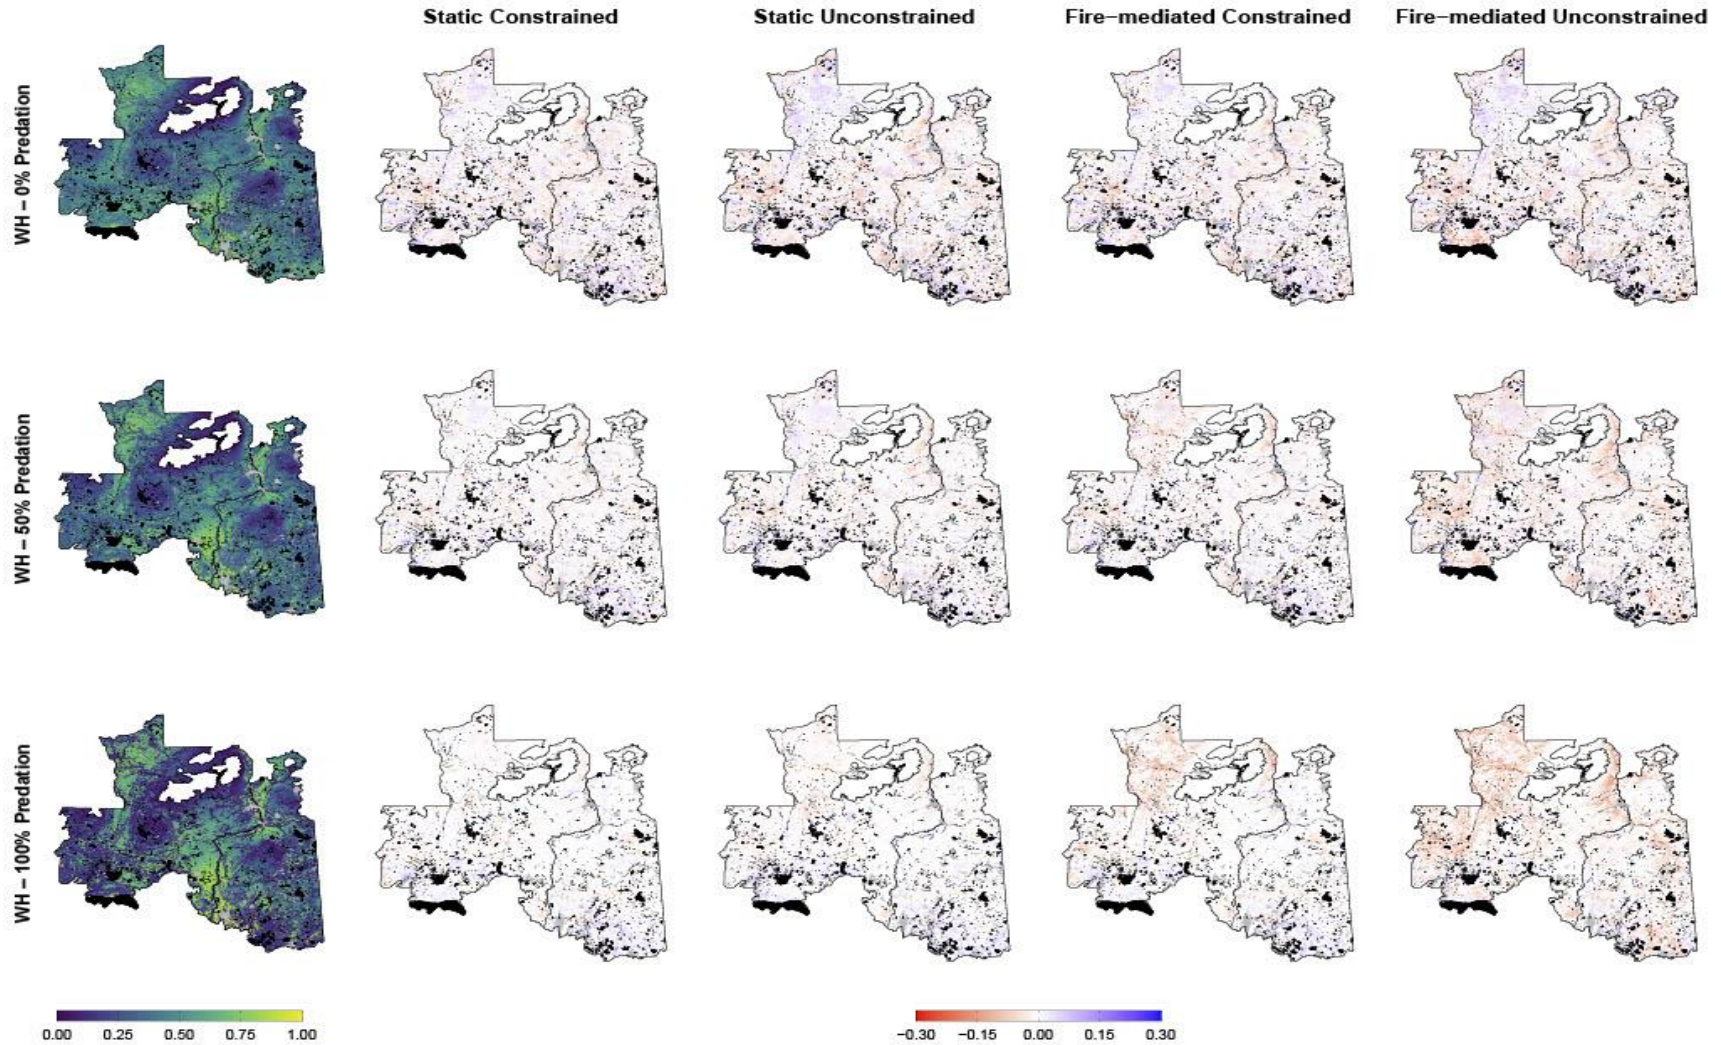 Static Constrained
Static Unconstrained
Fire−mediated Constrained
Fire−mediated Unconstrained
WH − 0% Predation
WH − 50% Predation
WH − 100% Predation
0.00 0.25 0.50 0.75 1.00
−0.30 −0.15 0.00 0.15 0.30